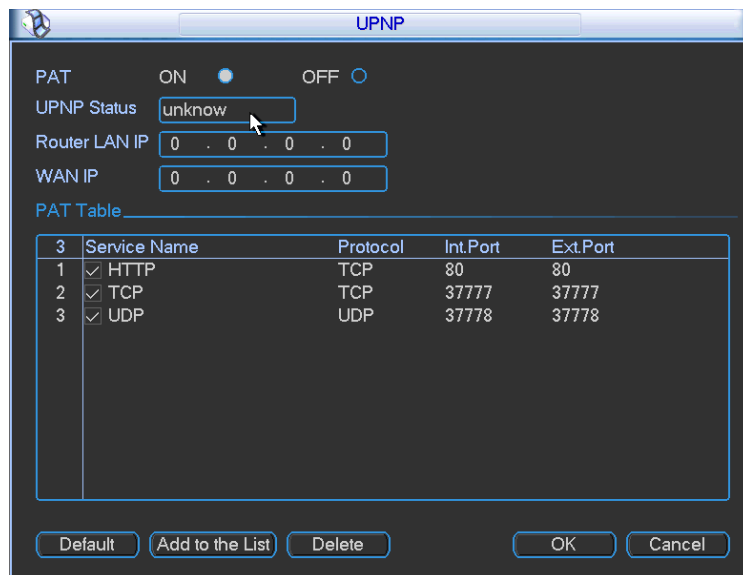 UPNP
PAT ON OFF
UPNP Status unknow
Router LAN IP 0 . 0 . 0 . 0
WAN IP 0 . 0 . 0 . 0
PAT Table
3 Service Name Protocol Int.Port Ext.Port
1 HTTP TCP 80 80
2 TCP TCP 37777 37777
3 UDP UDP 37778 37778
Default Add to the List Delete OK Cancel